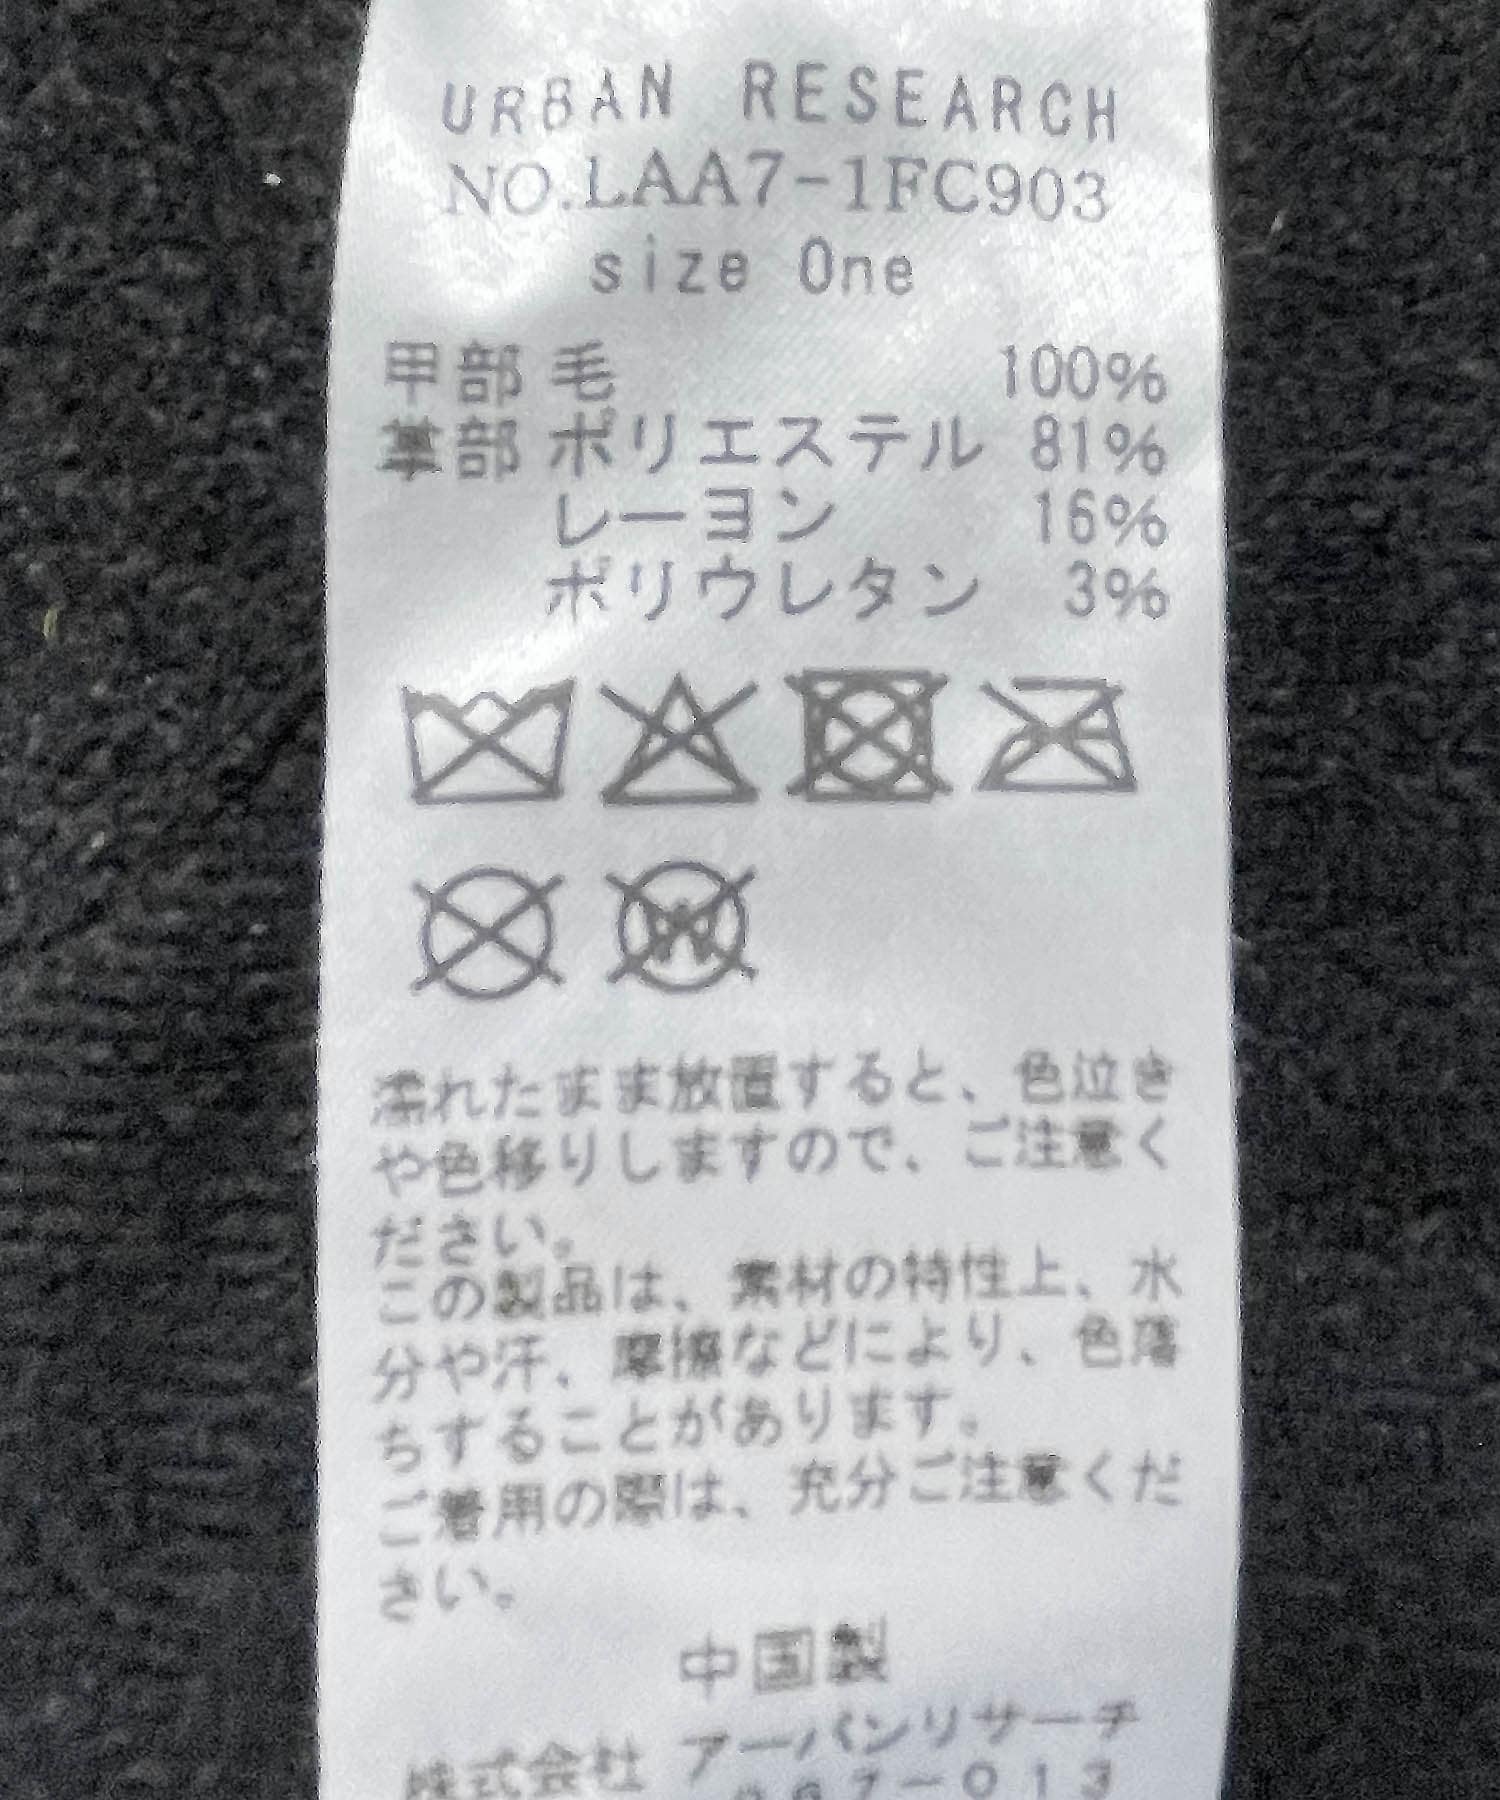 URBAN RESEARCH
NO.LAA7-1FC903
size One
甲部 毛 100%
掌部 ポリエステル 81%
レーヨン 16%
ポリウレタン 3%
W
濡れたまま放置すると、色泣き
や色移りしますので、ご注意く
ださい。
この製品は、素材の特性上、水
分や汗、摩擦などにより、色落
ちすることがあります。
ご着用の際は、充分ご注意くだ
さい。
中国製
株式会社 アーバンリサーチ